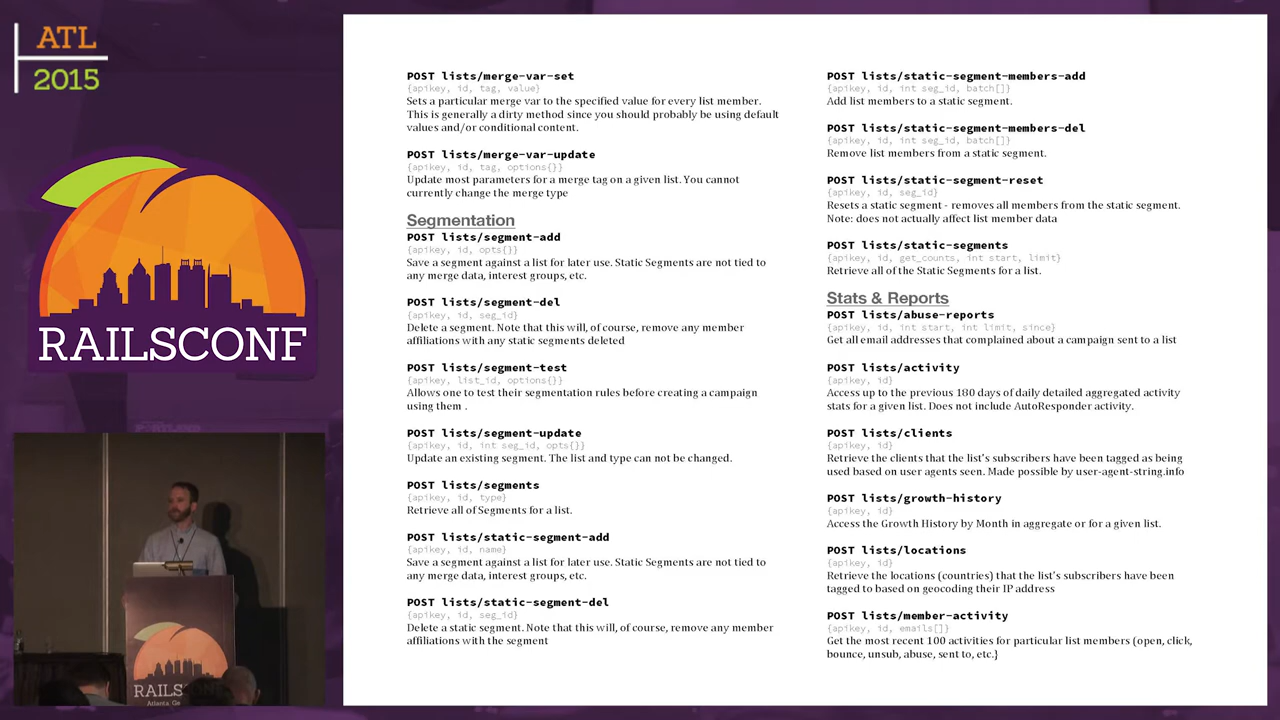 ATL
2015
RAILSCONF
POST lists/merge-var-set
{apikey, id, tag, value}
Sets a particular merge var to the specified value for every list member.
This is generally a dirty method since you should probably be using default
values and/or conditional content.
POST lists/merge-var-update
{apikey, id, tag, options{}}
Update most parameters for a merge tag on a given list. You cannot
currently change the merge type
Segmentation
POST lists/segment-add
{apikey, id, opts{}}
Save a segment against a list for later use. Static Segments are not tied to
any merge data, interest groups, etc.
POST lists/segment-del
{apikey, id, seg_id}
Delete a segment. Note that this will, of course, remove any member
affiliations with any static segments deleted
POST lists/segment-test
{apikey, list_id, options{}}
Allows one to test their segmentation rules before creating a campaign
using them .
POST lists/segment-update
{apikey, id, int seg_id, opts{}}
Update an existing segment. The list and type can not be changed.
POST lists/segments
{apikey, id, type}
Retrieve all of Segments for a list.
POST lists/static-segment-add
{apikey, id, name}
Save a segment against a list for later use. Static Segments are not tied to
any merge data, interest groups, etc.
POST lists/static-segment-del
{apikey, id, seg_id}
Delete a static segment. Note that this will, of course, remove any member
affiliations with the segment
POST lists/static-segment-members-add
{apikey, id, int seg_id, batch[]}
Add list members to a static segment.
POST lists/static-segment-members-del
{apikey, id, int seg_id, batch[]}
Remove list members from a static segment.
POST lists/static-segment-reset
{apikey, id, seg_id}
Resets a static segment - removes all members from the static segment.
Note: does not actually affect list member data
POST lists/static-segments
{apikey, id, get_counts, int start, limit}
Retrieve all of the Static Segments for a list.
Stats & Reports
POST lists/abuse-reports
{apikey, id, int start, int limit, since}
Get all email addresses that complained about a campaign sent to a list
POST lists/activity
{apikey, id}
Access up to the previous 180 days of daily detailed aggregated activity
stats for a given list. Does not include AutoResponder activity.
POST lists/clients
{apikey, id}
Retrieve the clients that the list's subscribers have been tagged as being
used based on user agents seen. Made possible by user-agent-string.info
POST lists/growth-history
{apikey, id}
Access the Growth History by Month in aggregate or for a given list.
POST lists/locations
{apikey, id}
Retrieve the locations (countries) that the list's subscribers have been
tagged to based on geocoding their IP address
POST lists/member-activity
{apikey, id, emails[]}
Get the most recent 100 activities for particular list members (open, click,
bounce, unsub, abuse, sent to, etc.}
RAILS
Atlanta, Ge